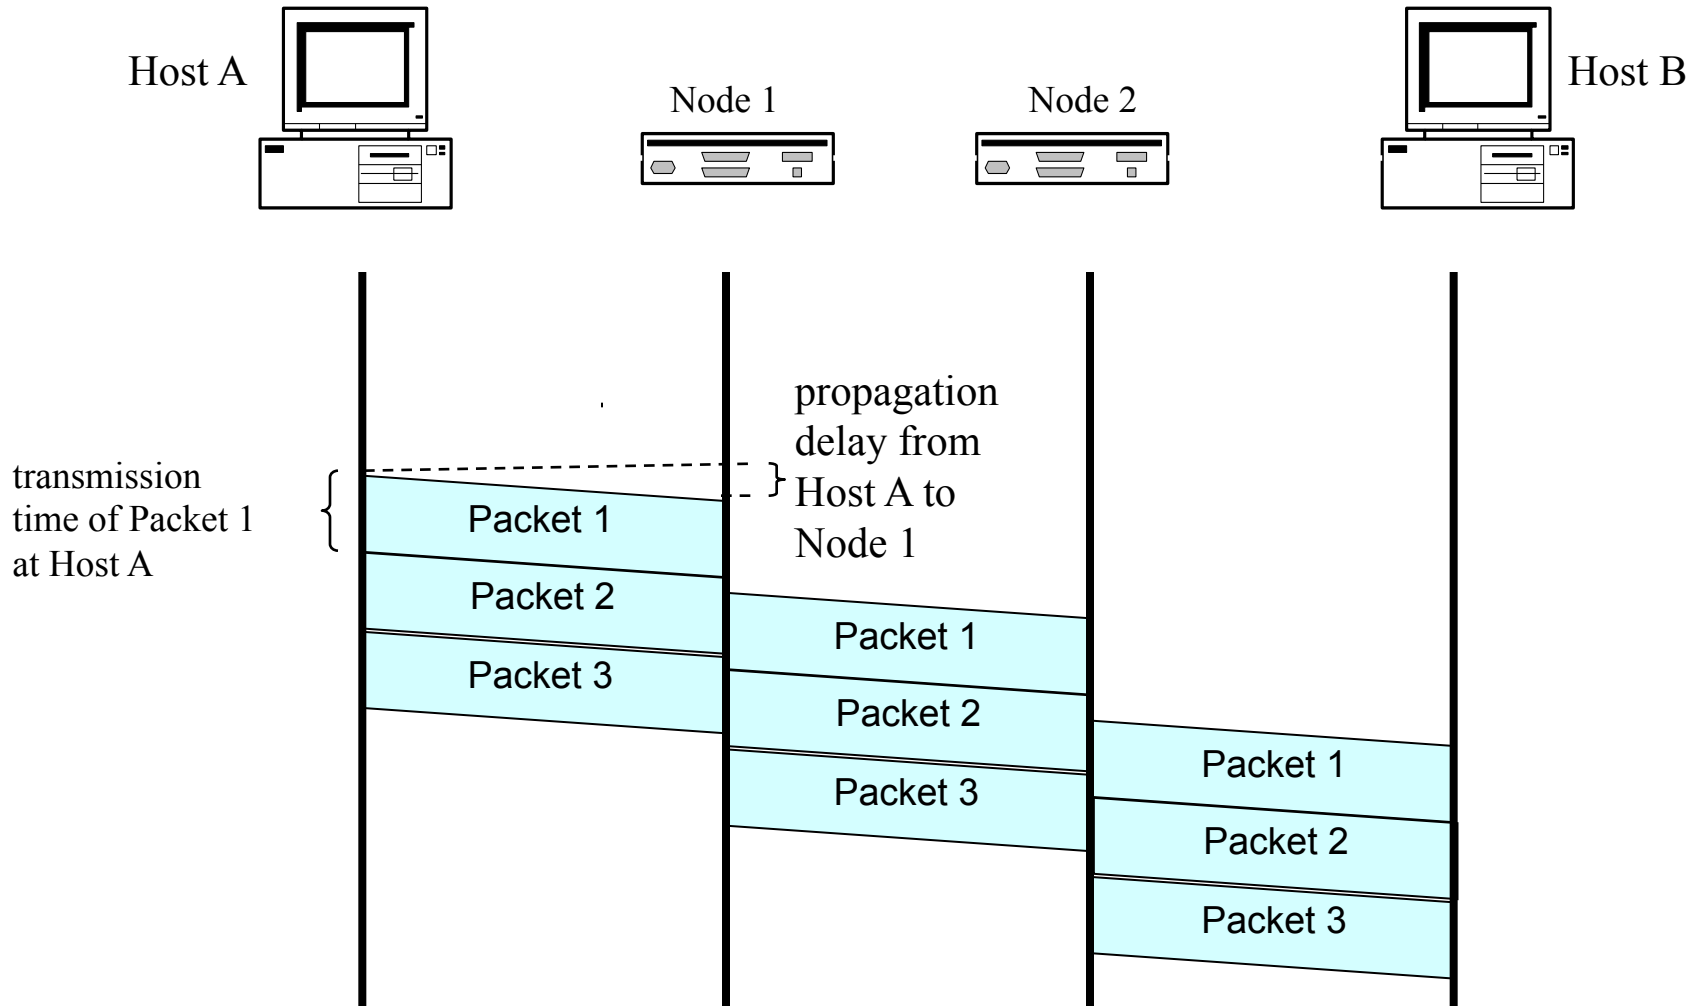 Host A
Node 1
Node 2
Host B
propagation
delay from
Host A to
Node 1
transmission
time of Packet 1
at Host A
Packet 1
Packet 2
Packet 3
Packet 1
Packet 2
Packet 3
Packet 1
Packet 2
Packet 3